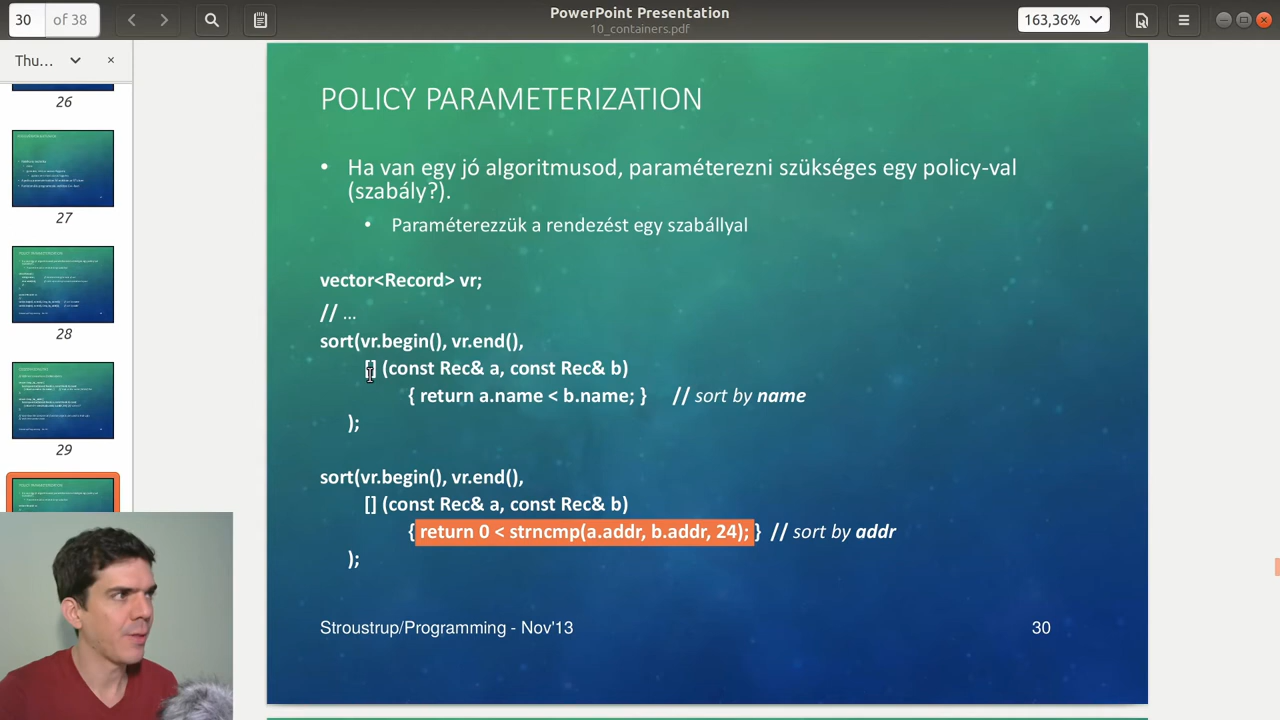 30 of 38
PowerPoint Presentation
10_containers.pdf
163,36%
Thu...
26
27
28
29
POLICY PARAMETERIZATION
• Ha van egy jó algoritmusod, paraméterezni szükséges egy policy-val
(szabály?).
• Paraméterezzük a rendezést egy szabállyal
vector<Record> vr;
// ...
sort(vr.begin(), vr.end(),
[] (const Rec& a, const Rec& b)
{ return a.name < b.name; } // sort by name
);
sort(vr.begin(), vr.end(),
[] (const Rec& a, const Rec& b)
{ return 0 < strncmp(a.addr, b.addr, 24); } // sort by addr
);
Stroustrup/Programming - Nov'13
30